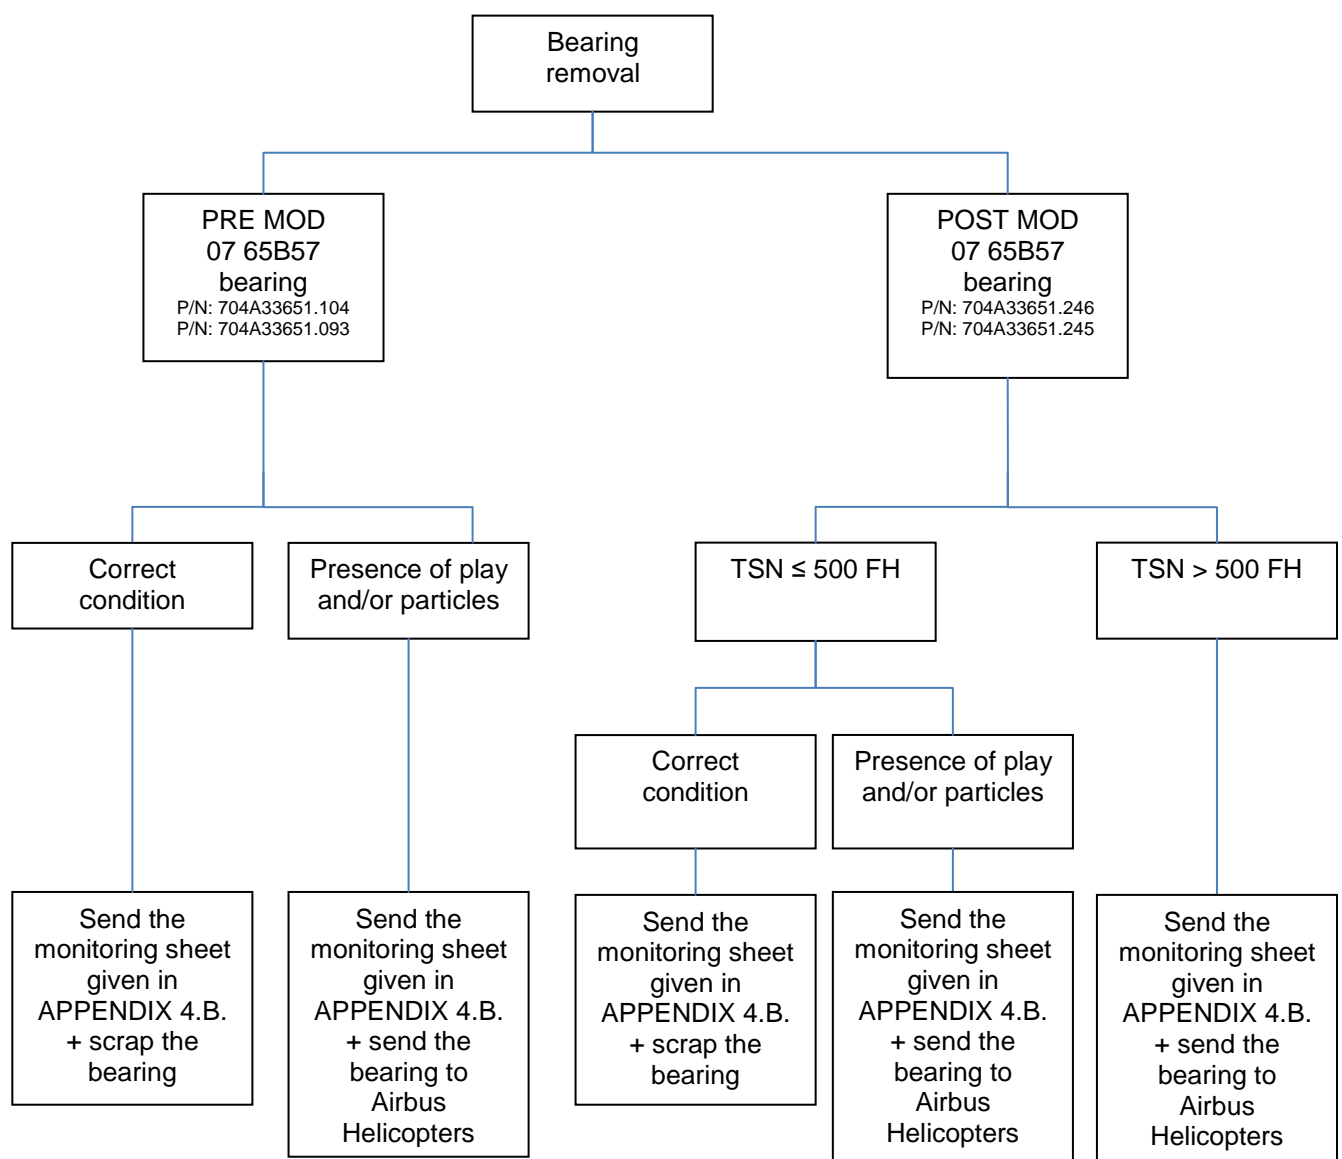 Bearing
removal
PRE MOD
07 65B57
bearing
P/N: 704A33651.104
P/N: 704A33651.093
POST MOD
07 65B57
bearing
P/N: 704A33651.246
P/N: 704A33651.245
Correct
condition
Presence of play
and/or particles
TSN ≤ 500 FH
TSN > 500 FH
Correct
condition
Presence of play
and/or particles
Send the
monitoring sheet
given in
APPENDIX 4.B.
+ scrap the
bearing
Send the
monitoring sheet
given in
APPENDIX 4.B.
+ send the
bearing to
Airbus
Helicopters
Send the
monitoring sheet
given in
APPENDIX 4.B.
+ scrap the
bearing
Send the
monitoring sheet
given in
APPENDIX 4.B.
+ send the
bearing to
Airbus
Helicopters
Send the
monitoring sheet
given in
APPENDIX 4.B.
+ send the
bearing to
Airbus
Helicopters